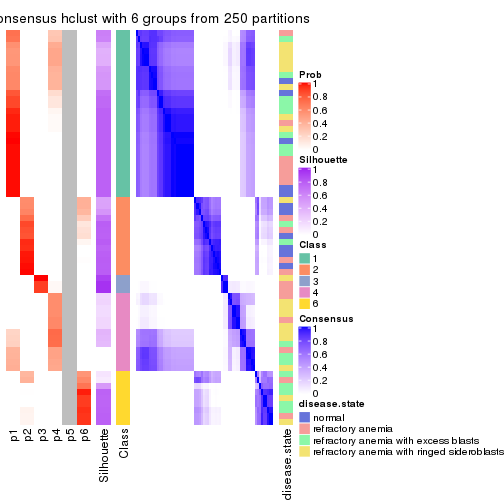 onsensus hclust with 6 groups from 250 partitions
Prob
1
0.8
0.6
0.4
0.2
0
Silhouette
1
0.8
0.6
0.4
0.2
0
Class
1
2
3
4
6
Consensus
1
0.8
0.6
0.4
0.2
0
disease.state
normal
refractory anemia
refractory anemia with excess blasts
refractory anemia with ringed sideroblasts
p1
p2
p3
p4
p5
p6
Silhouette
Class
disease.state